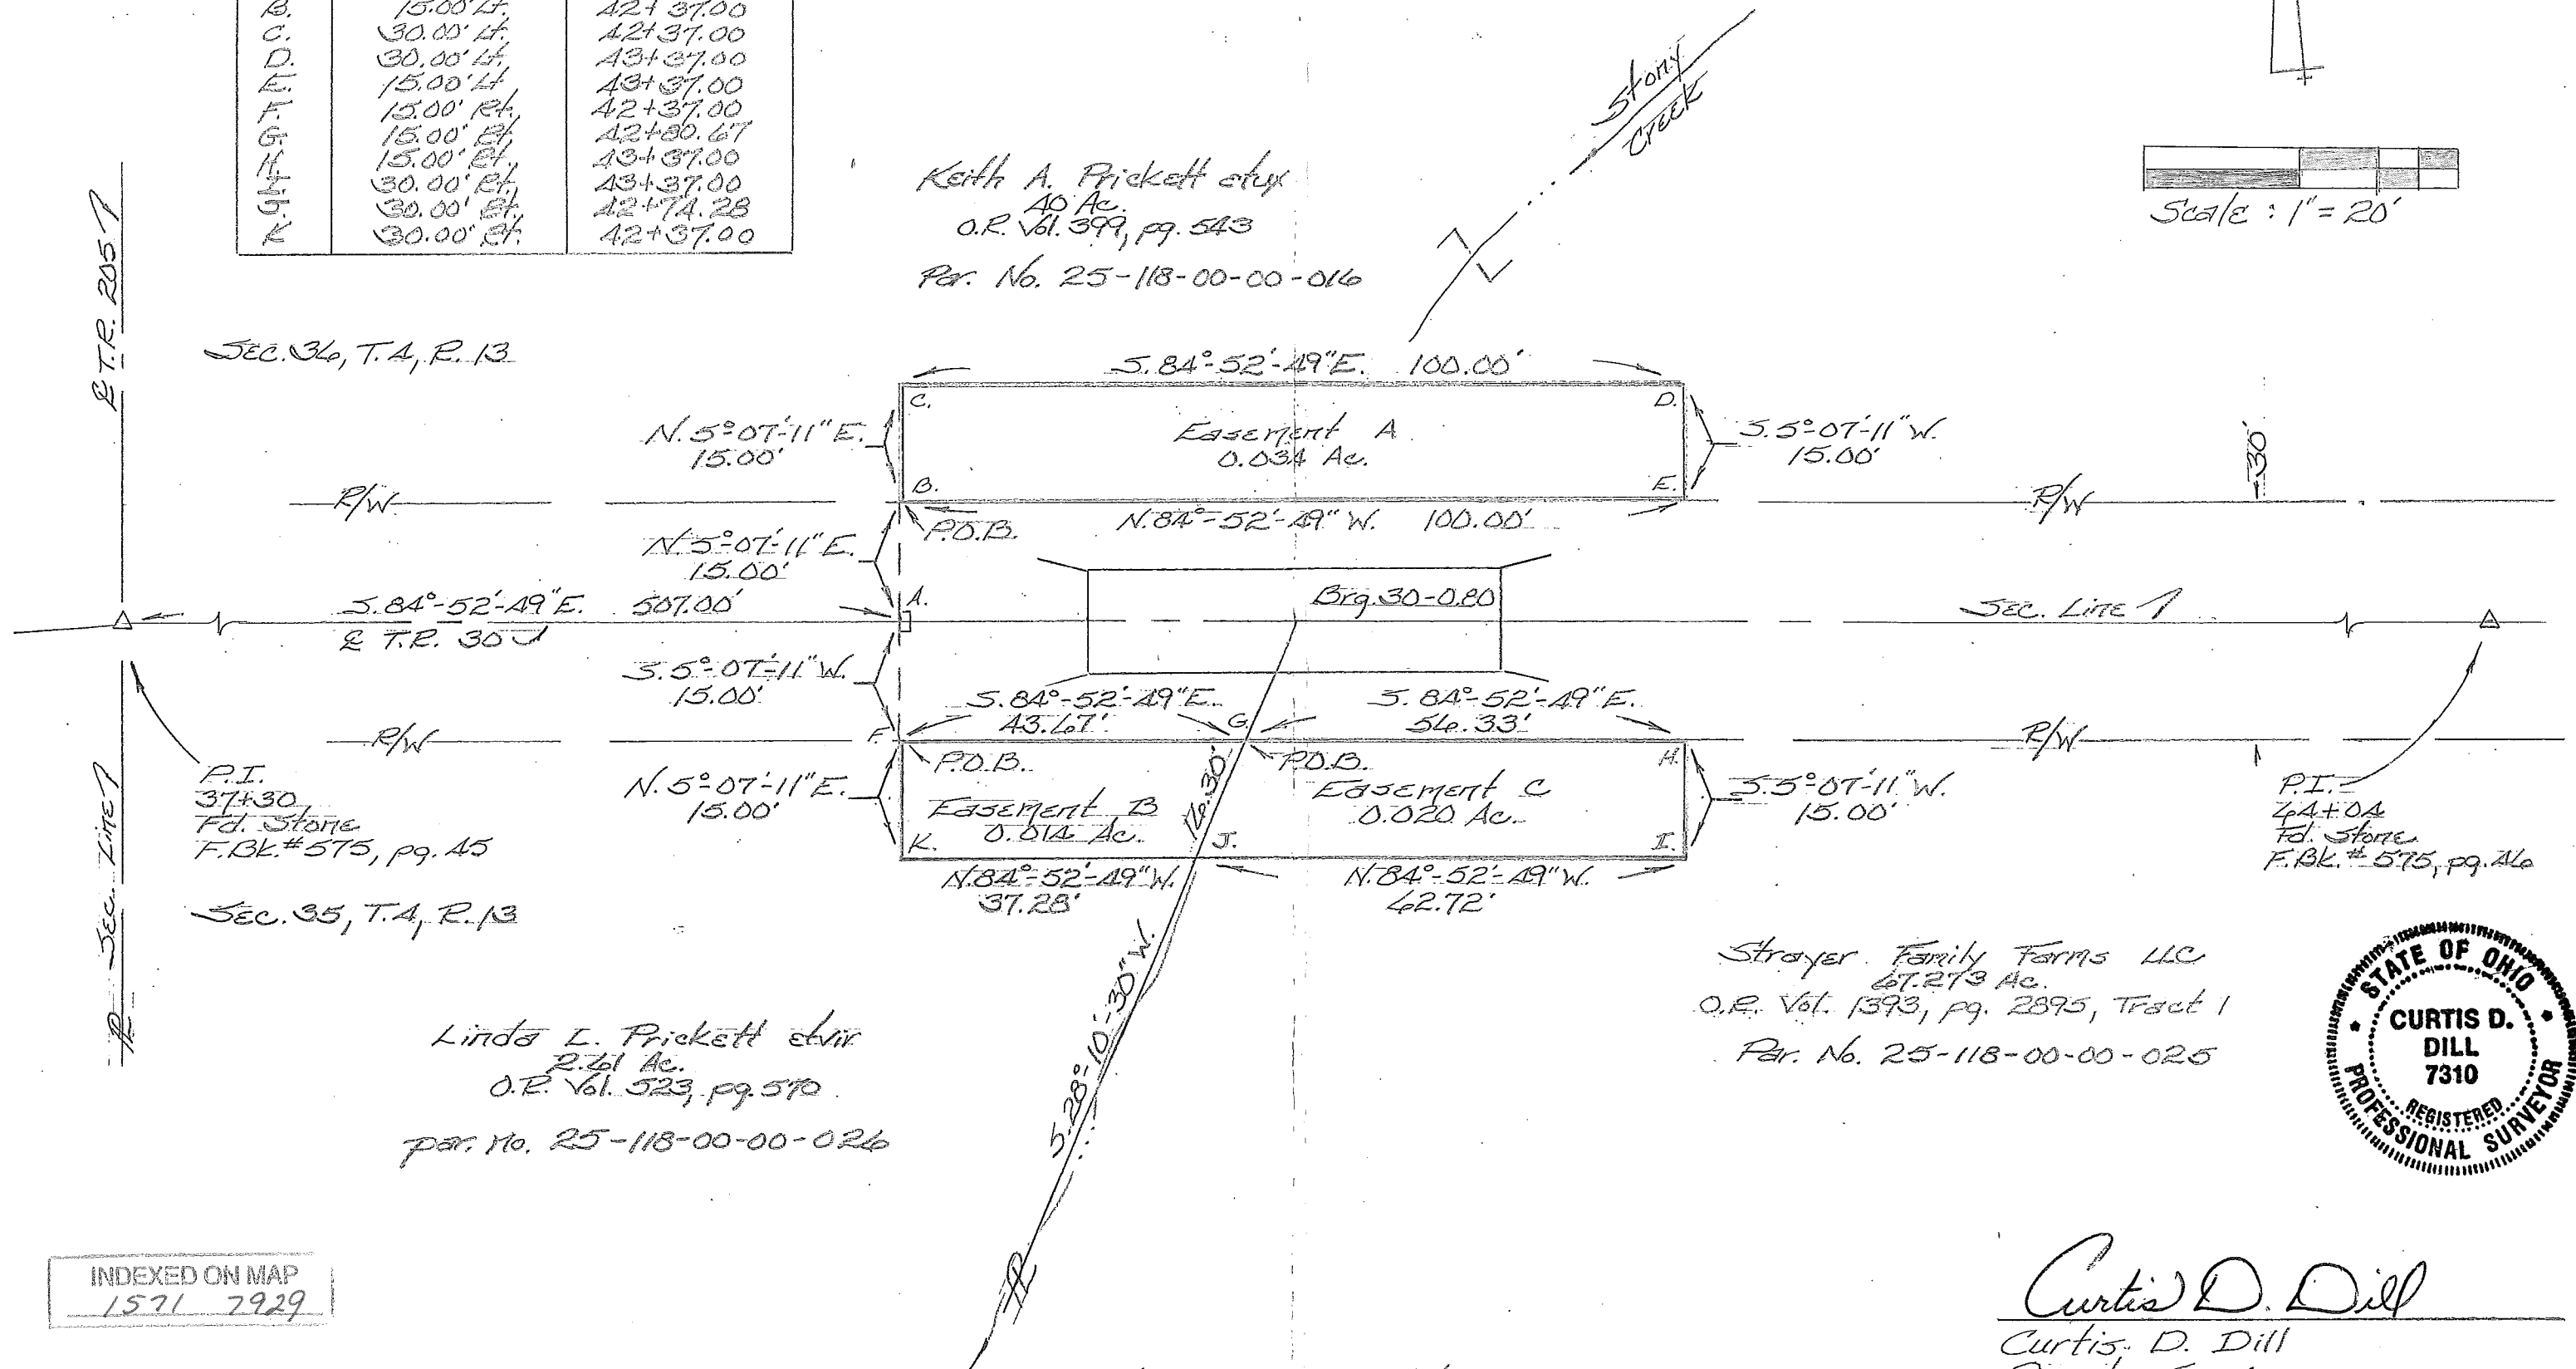 B. 15.00' Lt. 42+37.00
C. 30.00' Lt. 42+37.00
D. 30.00' Lt. 43+37.00
E. 15.00' Lt. 43+37.00
F. 15.00' Rt. 42+37.00
G. 15.00' Rt. 42+80.67
H. 15.00' Rt. 43+37.00
I. 30.00' Rt. 43+37.00
J. 30.00' Rt. 42+74.28
K 30.00' Rt. 42+37.00
℄ T.R. 205
Stony
Creek
Scale : 1" = 20'
Keith A. Prickett etux
40 Ac.
O.R. Vol. 399, pg. 543
Par. No. 25-118-00-00-016
Sec. 36, T.4, R.13
S.84°-52'-49"E. 100.00'
C.
D.
N.5°-07'-11"E.
15.00'
Easement A
0.034 Ac.
S.5°-07'-11"W.
15.00'
30'
B.
E.
R/W
P.O.B.
N.84°-52'-49"W. 100.00'
R/W
N.5°-07'-11"E.
15.00'
S.84°-52'-49"E. 507.00'
A.
Brg. 30-0.80
Sec. Line
℄ T.R. 30
S.5°-07'-11"W.
15.00'
S.84°-52'-49"E.
43.67'
S.84°-52'-49"E.
56.33'
R/W
F.
G.
R/W
P.O.B.
P.O.B.
H.
P.I.
37+30
Fd. Stone
F.Bk.#575, pg. 45
N.5°-07'-11"E.
15.00'
Easement B
0.014 Ac.
16.30'
Easement C
0.020 Ac.
S.5°-07'-11"W.
15.00'
P.I.
64+04
Fd. Stone
F.Bk.# 575, pg. 46
K.
J.
I.
N.84°-52'-49"W.
37.28'
N.84°-52'-49"W.
62.72'
Sec. Line
Sec. 35, T.4, R.13
S.28°-10'-30"W.
Strayer Family Farms LLC
67.273 Ac.
O.R. Vol. 1393, pg. 2895, Tract 1
Par. No. 25-118-00-00-025
Linda L. Prickett etvir
2.61 Ac.
O.R. Vol. 523, pg. 570
par. no. 25-118-00-00-026
STATE OF OHIO
CURTIS D.
DILL
7310
REGISTERED
PROFESSIONAL SURVEYOR
INDEXED ON MAP
1571 7929
Curtis D. Dill
Curtis D. Dill